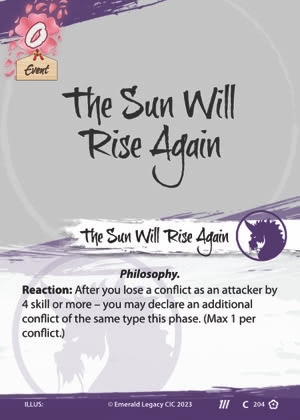 0
Event
The Sun Will
Rise Again
The Sun Will Rise Again
Philosophy.
Reaction: After you lose a conflict as an attacker by
4 skill or more – you may declare an additional
conflict of the same type this phase. (Max 1 per
conflict.)
ILLUS: © Emerald Legacy CIC 2023 C 204